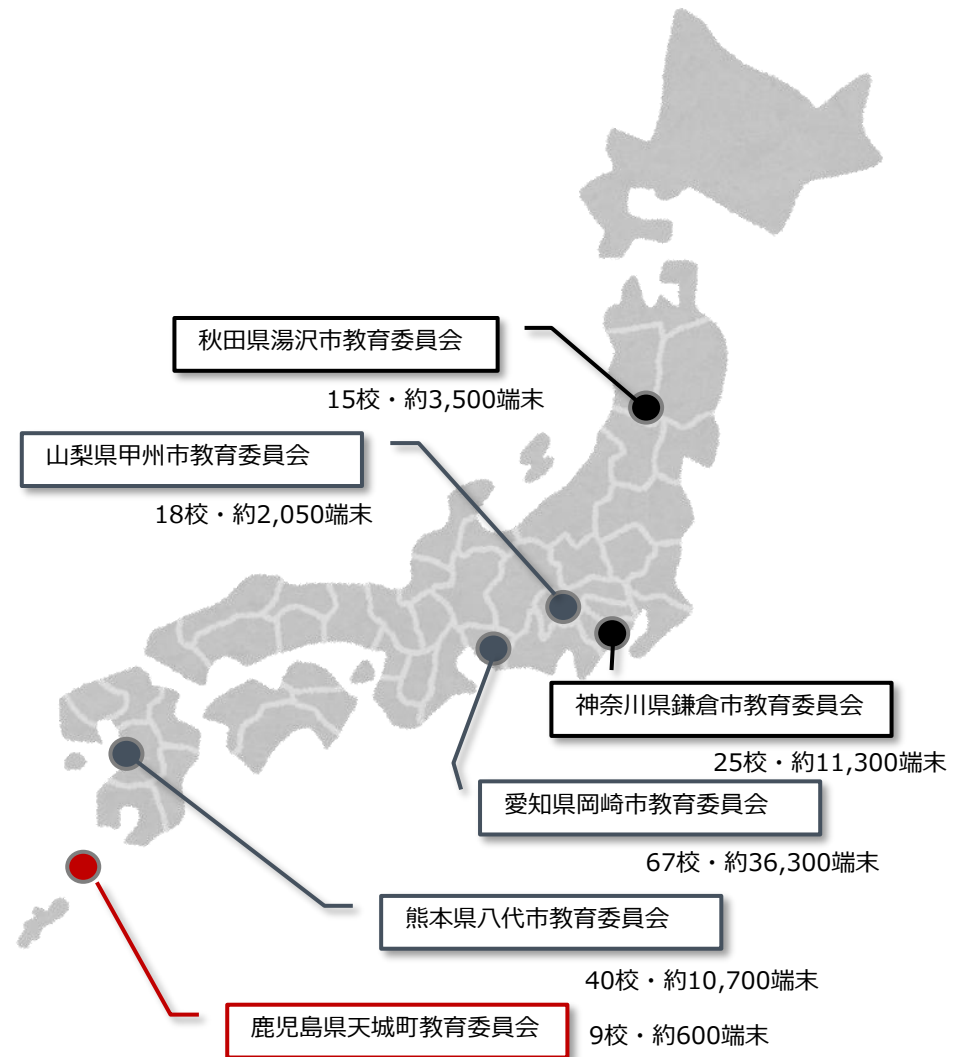 秋田県湯沢市教育委員会
15校・約3,500端末
山梨県甲州市教育委員会
18校・約2,050端末
神奈川県鎌倉市教育委員会
25校・約11,300端末
愛知県岡崎市教育委員会
67校・約36,300端末
熊本県八代市教育委員会
40校・約10,700端末
鹿児島県天城町教育委員会
9校・約600端末